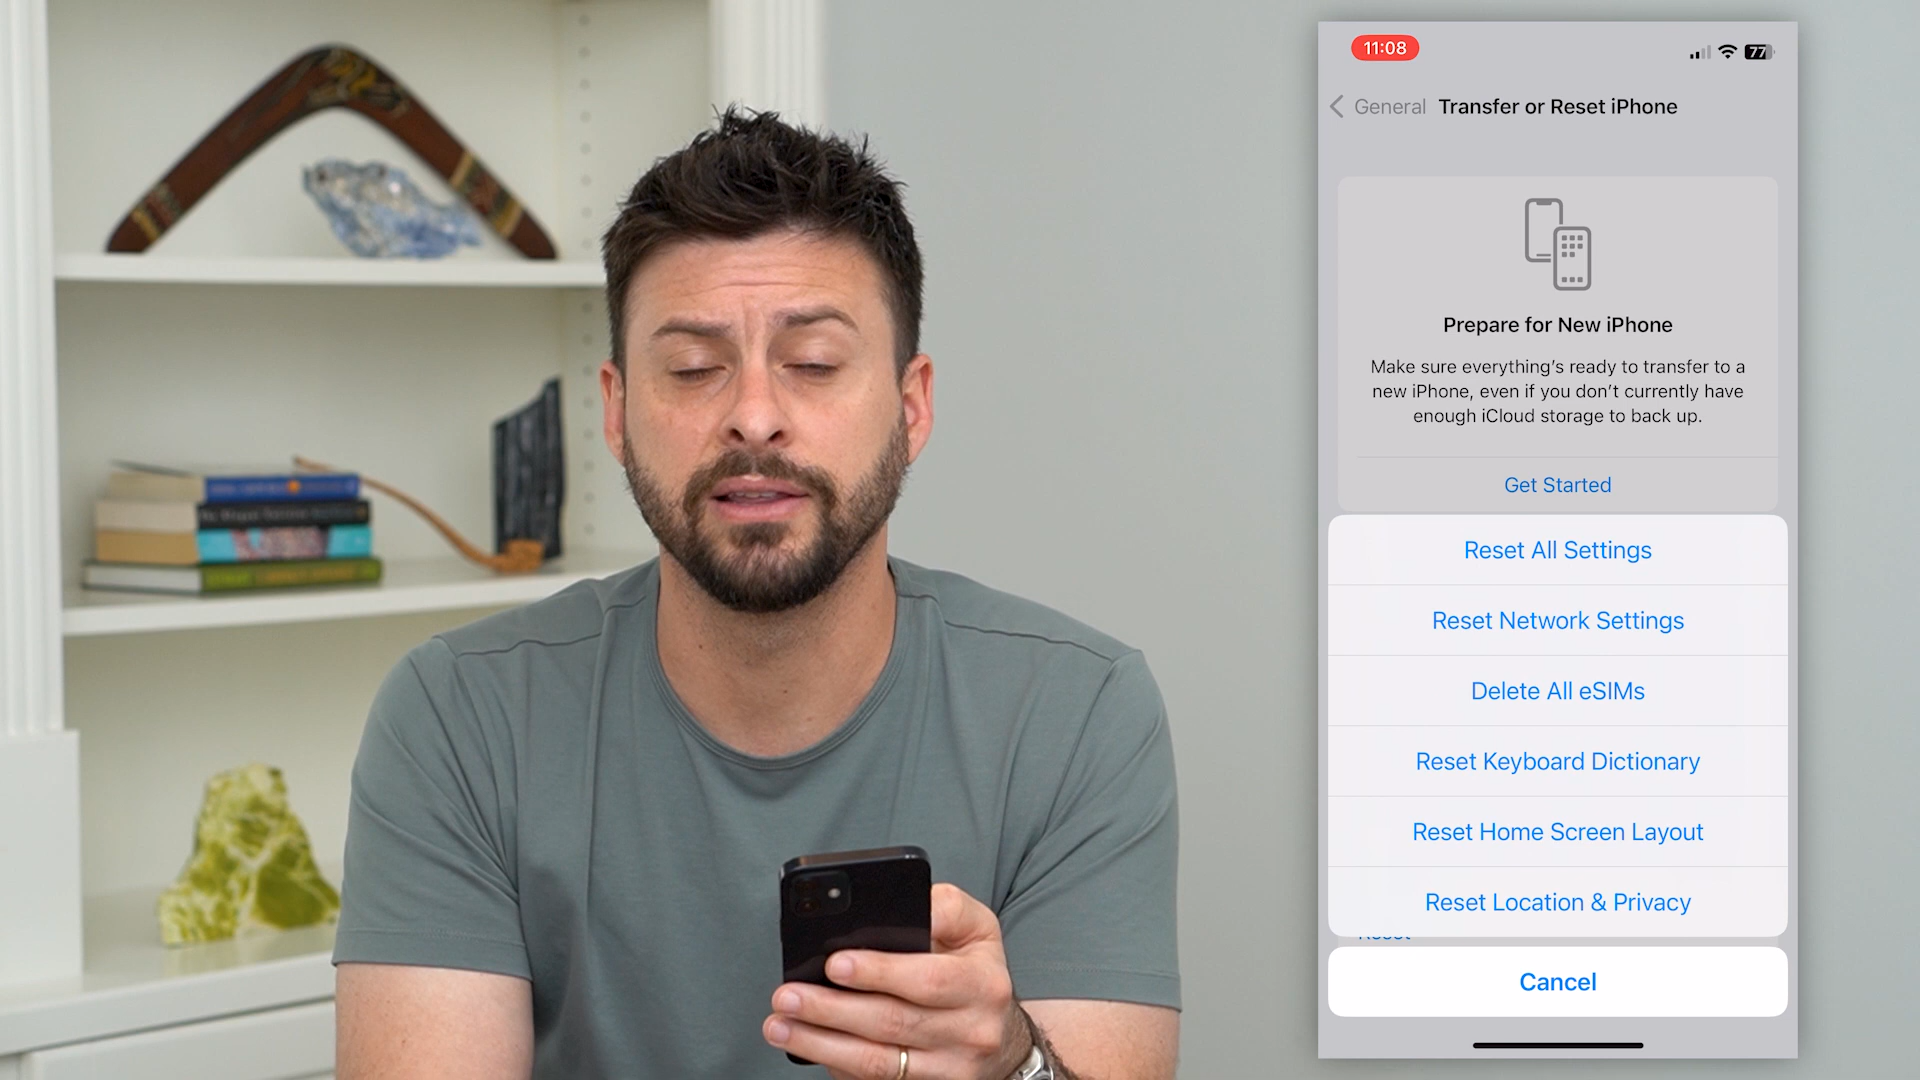 11:08
77
General Transfer or Reset iPhone
Prepare for New iPhone
Make sure everything's ready to transfer to a
new iPhone, even if you don't currently have
enough iCloud storage to back up.
Get Started
Reset All Settings
Reset Network Settings
Delete All eSIMs
Reset Keyboard Dictionary
Reset Home Screen Layout
Reset Location & Privacy
Reset
Cancel